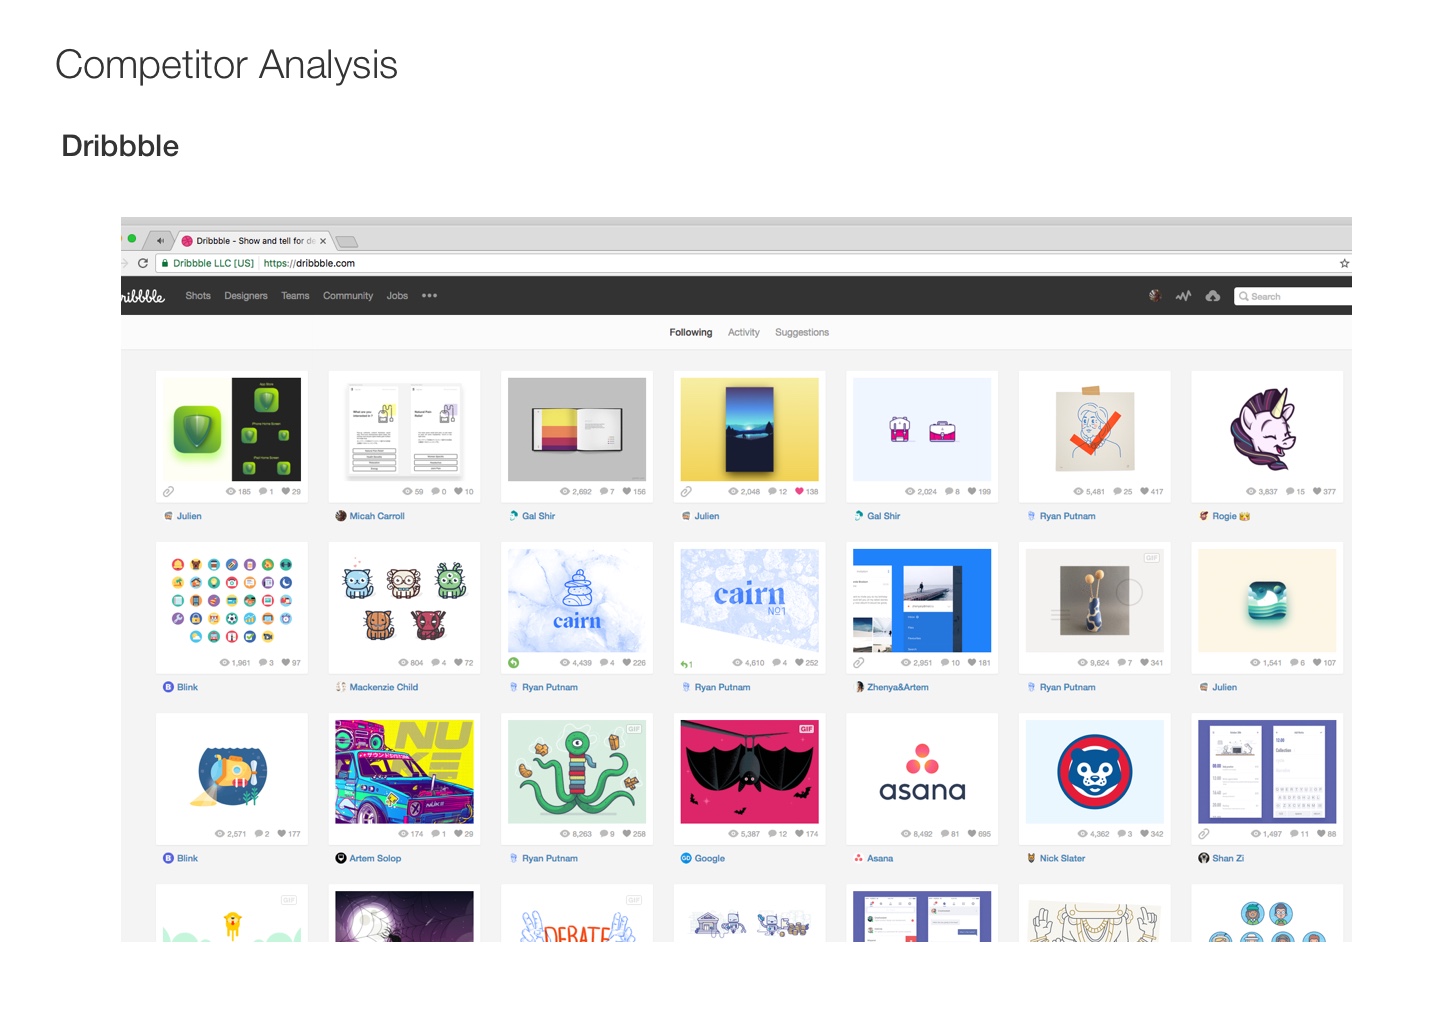 Competitor Analysis
Dribbble
Dribbble - Show and tell for de
Dribbble LLC [US] https://dribbble.com
ribbble Shots Designers Teams Community Jobs ••• Search
Following Activity Suggestions
185 1 29
59 0 10
2,692 7 156
2,048 12 138
2,024 8 199
5,481 25 417
3,637 15 377
Julien
Micah Carroll
Gal Shir
Julien
Gal Shir
Ryan Putnam
Rogie
cairn
cairn
No1
GIF
1,961 3 97
804 4 72
4,439 4 226
1
4,610 4 252
2,951 10 181
9,624 7 341
1,541 6 107
B Blink
Mackenzie Child
Ryan Putnam
Ryan Putnam
Zhenya&Artem
Ryan Putnam
Julien
NUKE
NUKE
GIF
GIF
asana
2,571 2 177
174 1 29
8,263 9 258
5,387 12 174
8,492 81 695
4,362 3 342
1,497 11 88
B Blink
Artem Solop
Ryan Putnam
GO Google
Asana
Nick Slater
Shan Zi
GIF
GIF
DEBATE